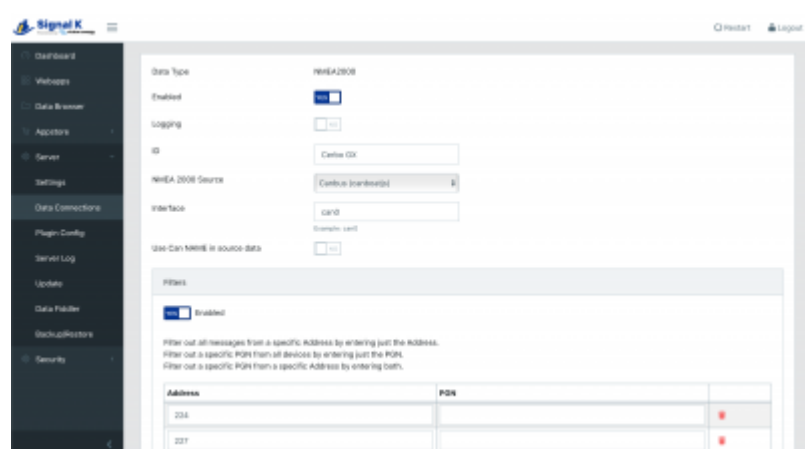 Signal K
Restart
Logout
Dashboard
Webapps
Data Browser
Appstore
Server
Settings
Data Connections
Plugin Config
Server Log
Update
Data Fiddler
Backup/Restore
Security
Data Type
NMEA2000
Enabled
YES
Logging
NO
ID
Cerbo GX
NMEA 2000 Source
Canbus (canboatjs)
Interface
can0
Example: can0
Use Can NAME in source data
NO
Filters
YES
Enabled
Filter out all messages from a specific Address by entering just the Address.
Filter out a specific PGN from all devices by entering just the PGN.
Filter out a specific PGN from a specific Address by entering both.
Address
PGN
224
227